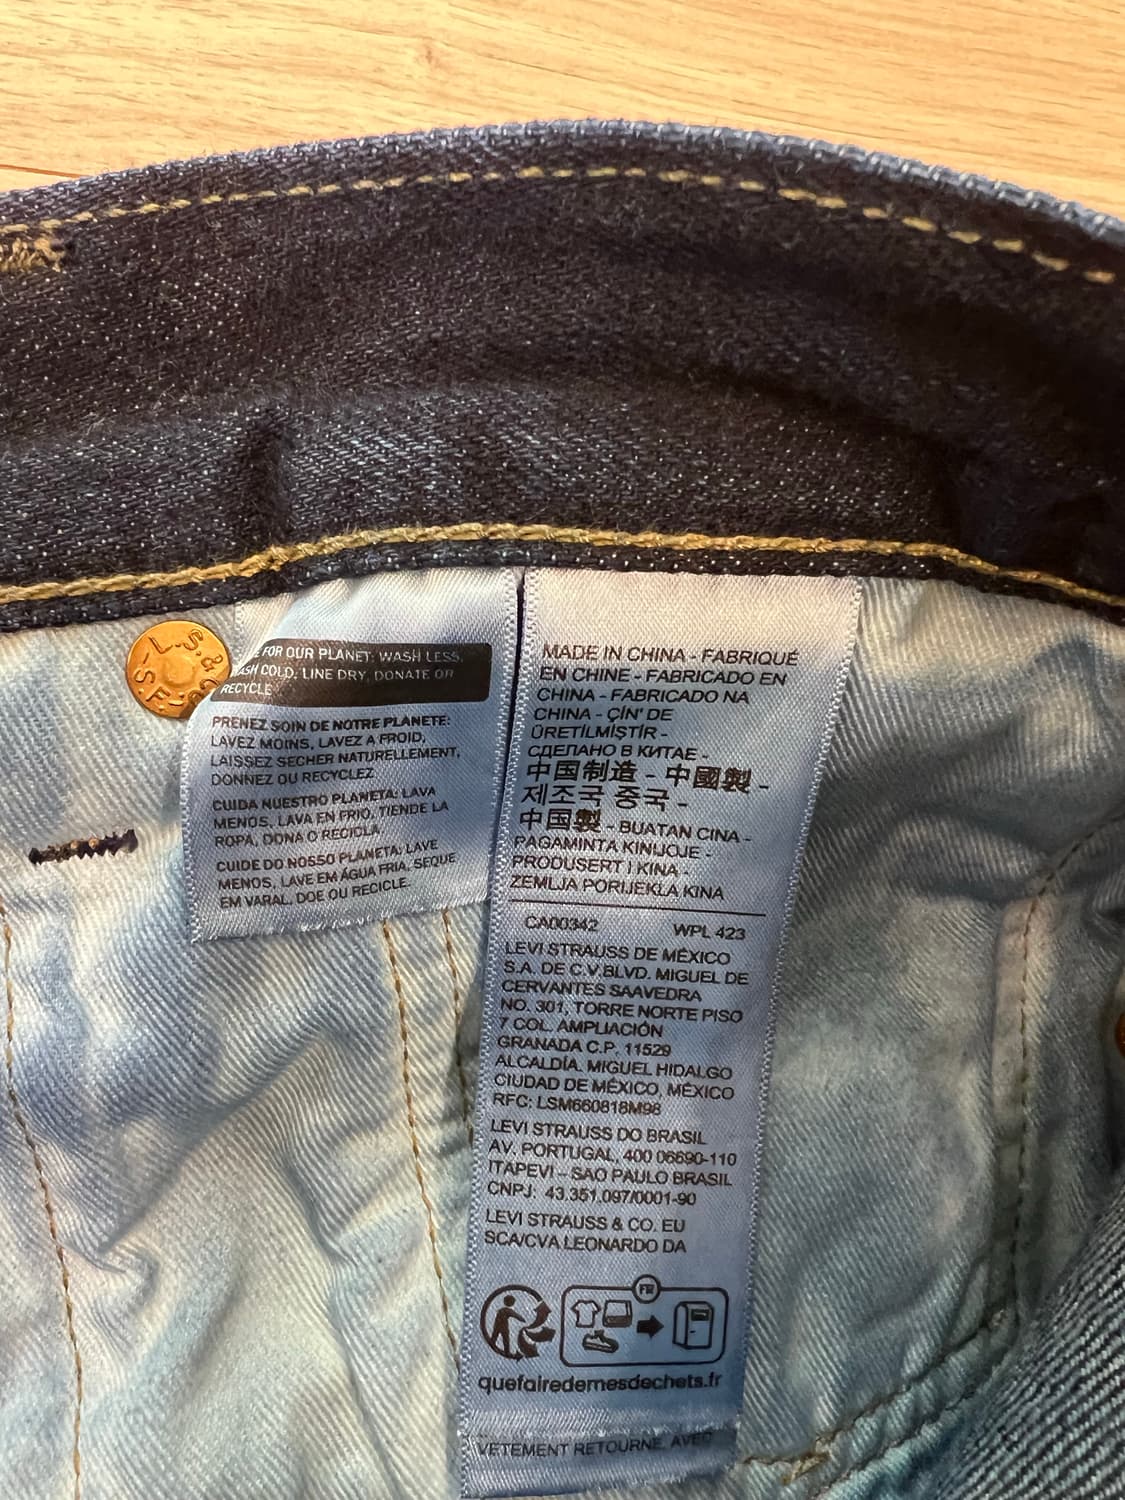 L.S.&
S.F.
FOR OUR PLANET: WASH LESS,
WASH COLD, LINE DRY, DONATE OR
RECYCLE
PRENEZ SOIN DE NOTRE PLANETE:
LAVEZ MOINS, LAVEZ A FROID,
LAISSEZ SECHER NATURELLEMENT,
DONNEZ OU RECYCLEZ
CUIDA NUESTRO PLANETA: LAVA
MENOS, LAVA EN FRIO, TIENDE LA
ROPA, DONA O RECICLA
CUIDE DO NOSSO PLANETA: LAVE
MENOS, LAVE EM ÁGUA FRIA, SEQUE
EM VARAL, DOE OU RECICLE.
MADE IN CHINA - FABRIQUÉ
EN CHINE - FABRICADO EN
CHINA - FABRICADO NA
CHINA - ÇİN' DE
ÜRETİLMİŞTİR -
СДЕЛАНО В КИТАЕ -
中国制造 - 中國製 -
제조국 중국 -
中国製 - BUATAN CINA -
PAGAMINTA KINIJOJE -
PRODUSERT I KINA -
ZEMLJA PORIJEKLA KINA
CA00342 WPL 423
LEVI STRAUSS DE MÉXICO
S.A. DE C.V.BLVD. MIGUEL DE
CERVANTES SAAVEDRA
NO. 301, TORRE NORTE PISO
7 COL. AMPLIACIÓN
GRANADA C.P. 11529
ALCALDÍA. MIGUEL HIDALGO
CIUDAD DE MÉXICO, MÉXICO
RFC: LSM660818M98
LEVI STRAUSS DO BRASIL
AV. PORTUGAL, 400 06690-110
ITAPEVI - SAO PAULO BRASIL
CNPJ: 43.351.097/0001-90
LEVI STRAUSS & CO. EU
SCA/CVA LEONARDO DA
FR
quefairedemesdechets.fr
VETEMENT RETOURNE, AVEC